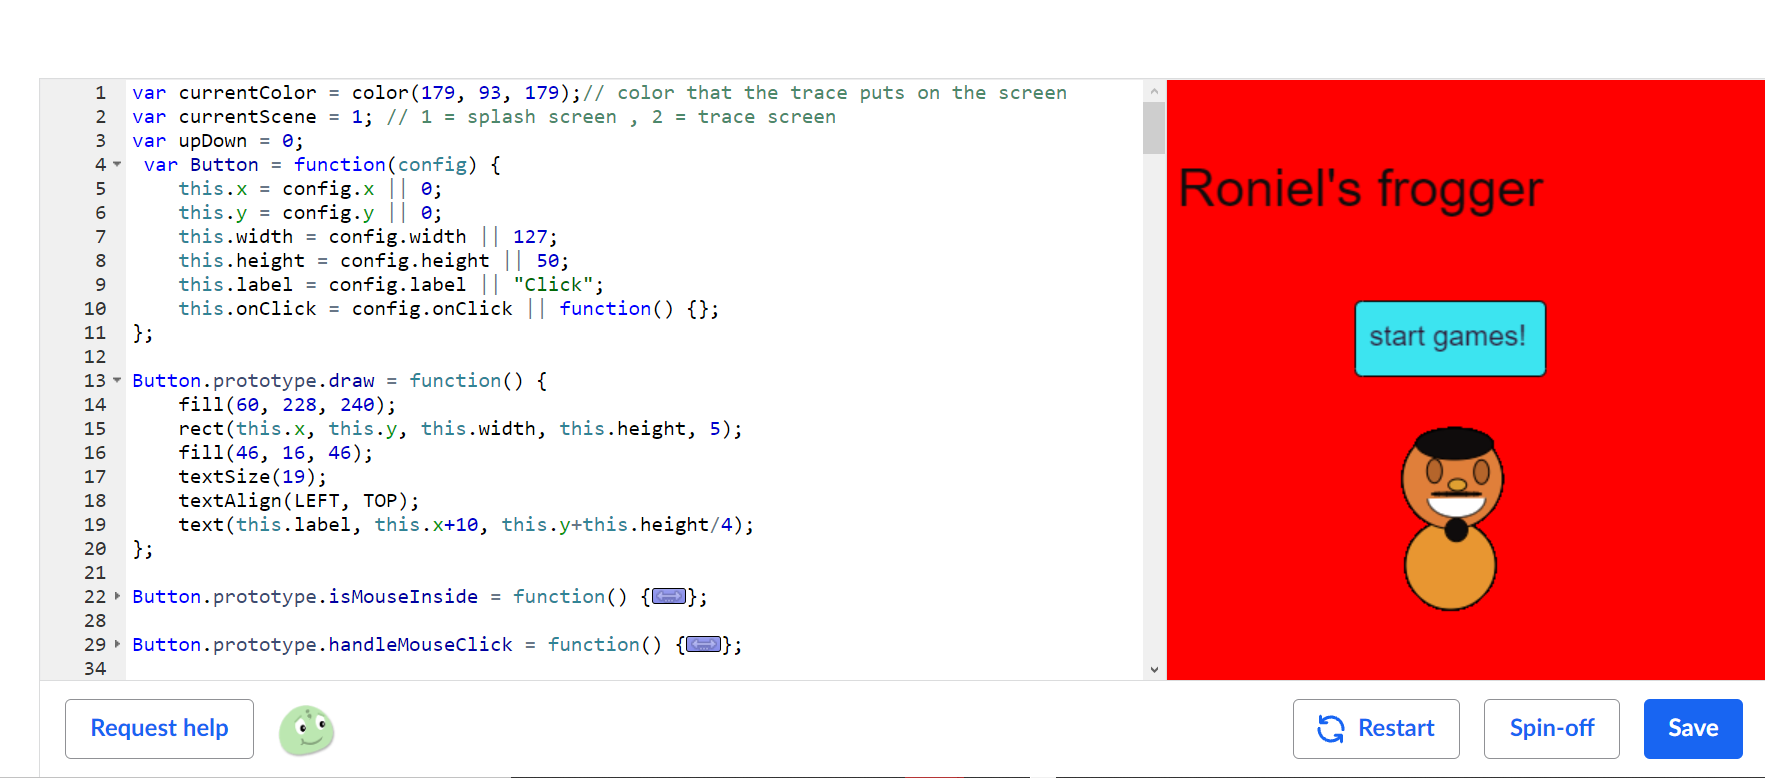 1 var currentColor = color(179, 93, 179);// color that the trace puts on the screen
2 var currentScene = 1; // 1 = splash screen , 2 = trace screen
3 var upDown = 0;
4 var Button = function(config) {
5 this.x = config.x || 0;
6 this.y = config.y || 0;
7 this.width = config.width || 127;
8 this.height = config.height || 50;
9 this.label = config.label || "Click";
10 this.onClick = config.onClick || function() {};
11 };
12
13 Button.prototype.draw = function() {
14 fill(60, 228, 240);
15 rect(this.x, this.y, this.width, this.height, 5);
16 fill(46, 16, 46);
17 textSize(19);
18 textAlign(LEFT, TOP);
19 text(this.label, this.x+10, this.y+this.height/4);
20 };
21
22 Button.prototype.isMouseInside = function() {};
28
29 Button.prototype.handleMouseClick = function() {};
34
Roniel's frogger
start games!
Request help
Restart
Spin-off
Save